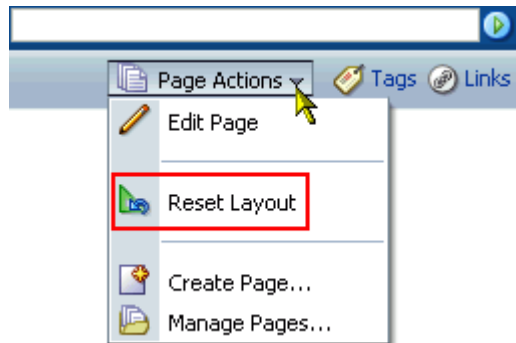 Page Actions Tags Links
Edit Page
Reset Layout
Create Page...
Manage Pages...